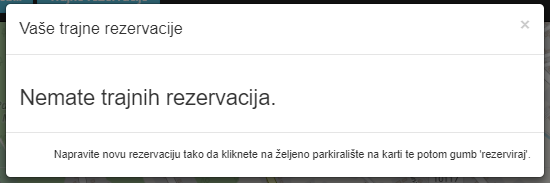 Vaše trajne rezervacije
×
Nemate trajnih rezervacija.
Napravite novu rezervaciju tako da kliknete na željeno parkiralište na karti te potom gumb 'rezerviraj'.